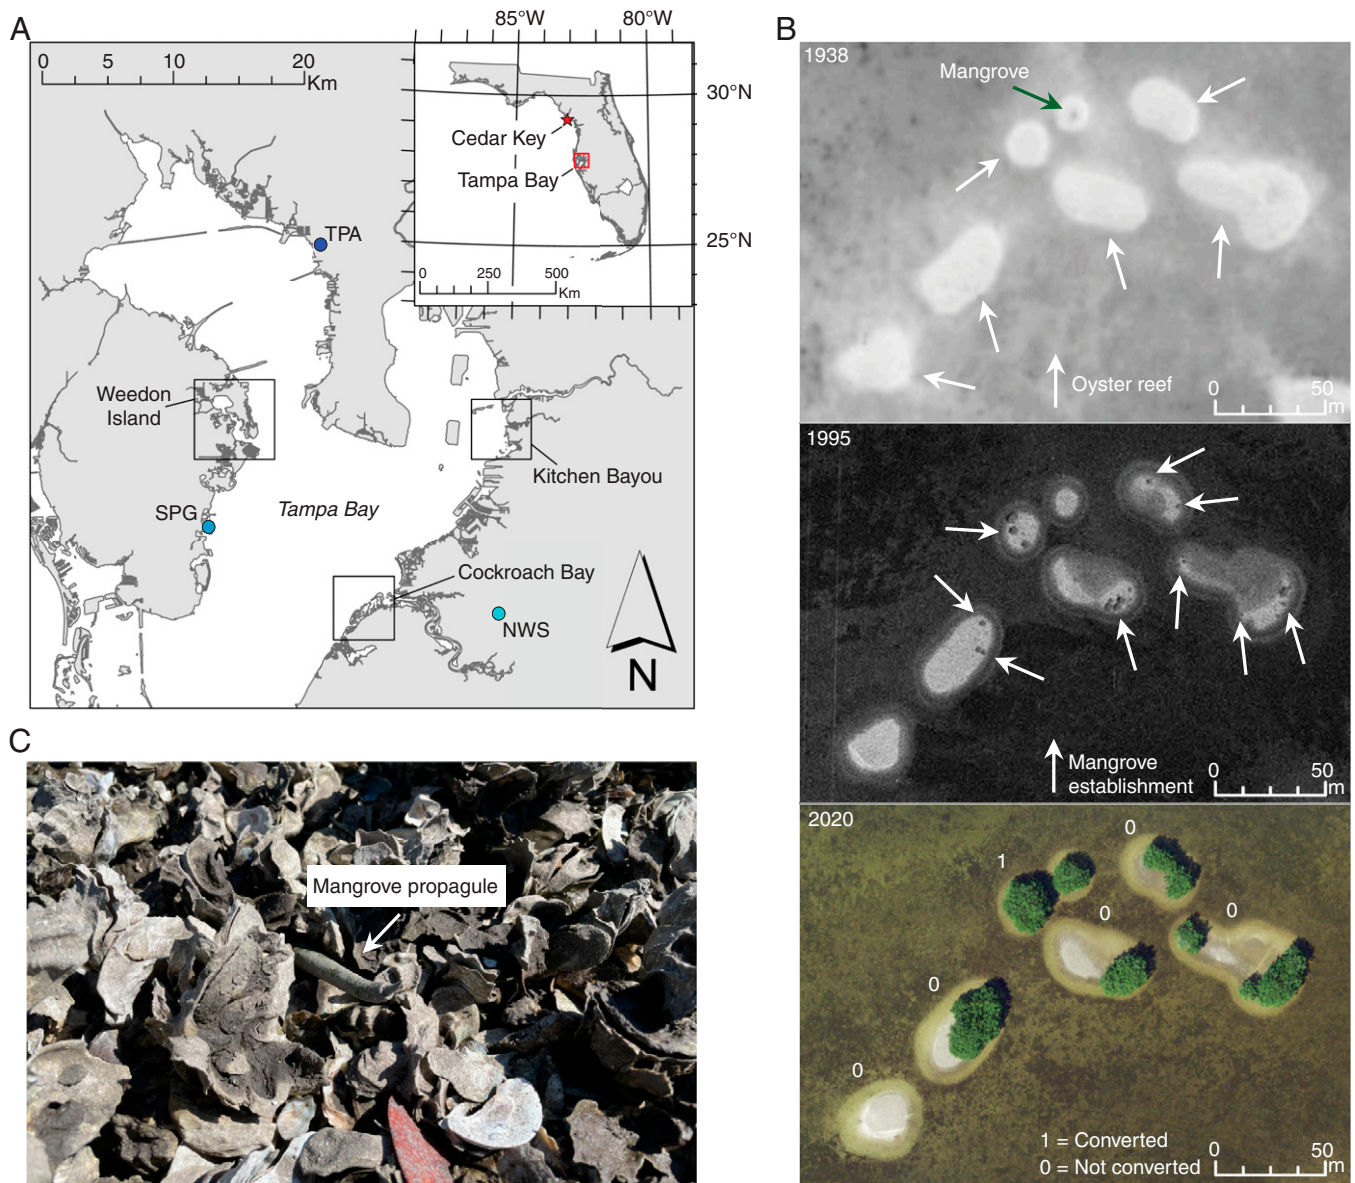 A
85°W
80°W
0
5
10
20
Km
30°N
Cedar Key
Tampa Bay
25°N
0
250
500
Km
TPA
Weedon
Island
Kitchen Bayou
Tampa Bay
SPG
Cockroach Bay
NWS
N
B
1938
Mangrove
Oyster reef
0
50
m
1995
Mangrove
establishment
0
50
m
2020
0
1
0
0
0
0
1 = Converted
0 = Not converted
0
50
m
C
Mangrove propagule